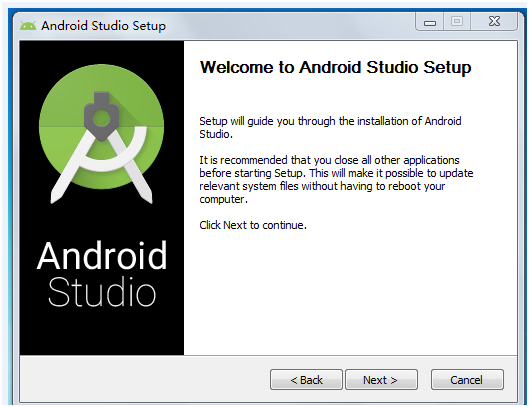 Android Studio Setup
Welcome to Android Studio Setup
Setup will guide you through the installation of Android
Studio.
It is recommended that you close all other applications
before starting Setup. This will make it possible to update
relevant system files without having to reboot your
computer.
Click Next to continue.
Android
Studio
< Back
Next >
Cancel